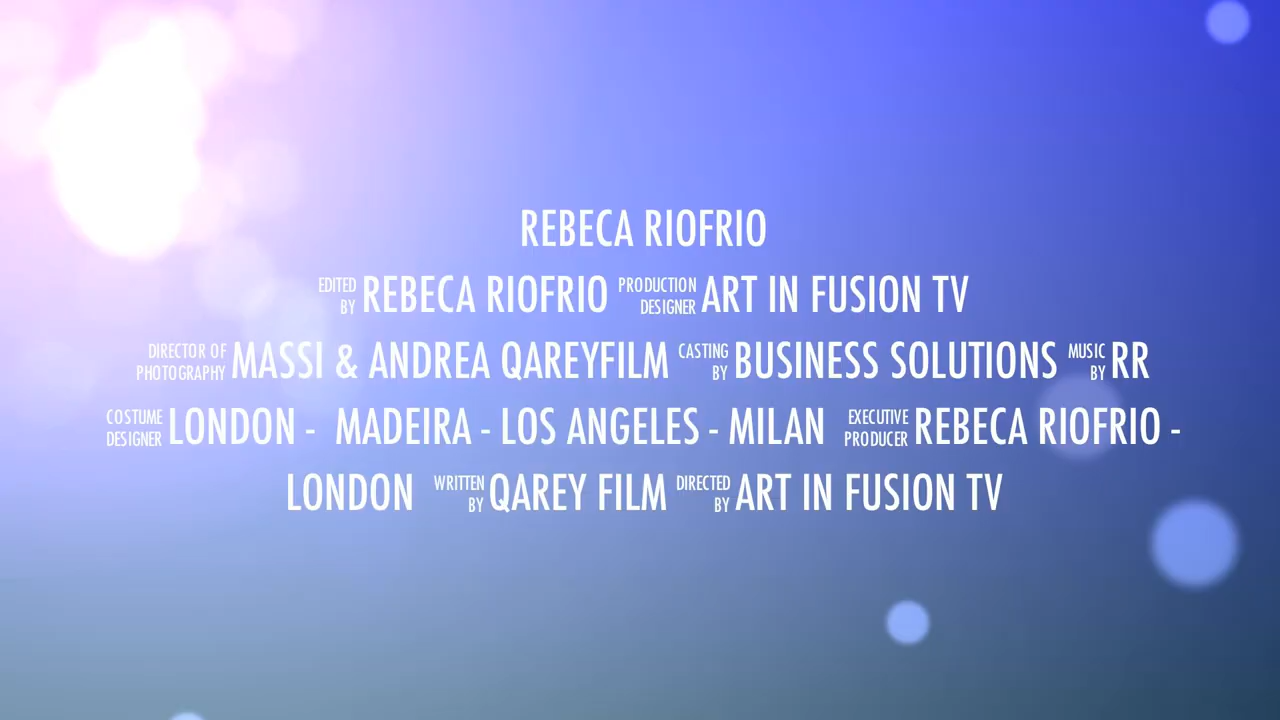 REBECA RIOFRIO
EDITED BY REBECA RIOFRIO PRODUCTION DESIGNER ART IN FUSION TV
DIRECTOR OF PHOTOGRAPHY MASSI & ANDREA QAREYFILM CASTING BY BUSINESS SOLUTIONS MUSIC BY RR
COSTUME DESIGNER LONDON - MADEIRA - LOS ANGELES - MILAN EXECUTIVE PRODUCER REBECA RIOFRIO -
LONDON WRITTEN BY QAREY FILM DIRECTED BY ART IN FUSION TV